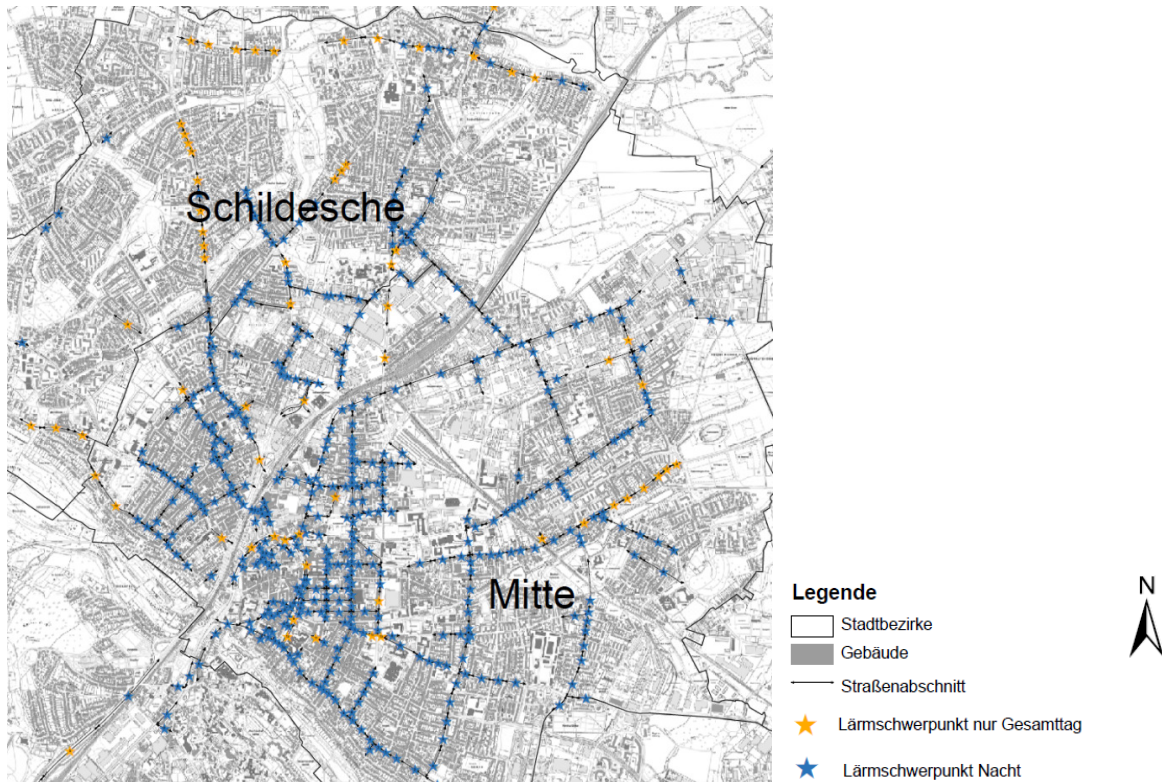 Schildesche
Mitte
Legende
N
Stadtbezirke
Gebäude
Straßenabschnitt
Lärmschwerpunkt nur Gesamttag
Lärmschwerpunkt Nacht